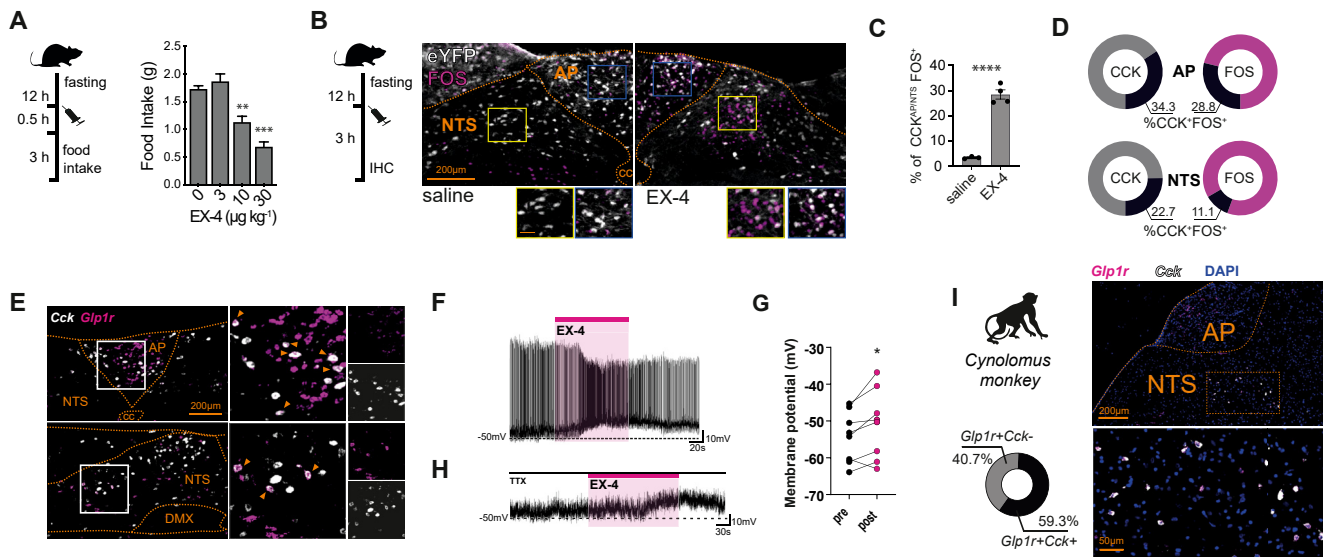 A
fasting
12 h
0.5 h
3 h
food
intake
Food Intake (g)
2.5
2.0
1.5
1.0
0.5
0.0
**
***
0
3
10
30
EX-4 (µg kg⁻¹)
B
fasting
12 h
3 h
IHC
eYFP
FOS
AP
NTS
200µm
CC
saline
EX-4
C
% of CCKᴬᴾ/ᴺᵀˢ FOS⁺
40
30
20
10
0
****
saline
EX-4
D
CCK
AP
FOS
34.3
28.8
%CCK⁺FOS⁺
CCK
NTS
FOS
22.7
11.1
%CCK⁺FOS⁺
E
Cck Glp1r
AP
NTS
CC
200µm
NTS
DMX
F
EX-4
-50mV
10mV
20s
G
Membrane potential (mV)
-30
-40
-50
-60
-70
*
pre
post
H
TTX
EX-4
-50mV
10mV
30s
I
Cynolomus
monkey
Glp1r+Cck-
40.7%
59.3%
Glp1r+Cck+
Glp1r Cck DAPI
AP
NTS
200µm
50µm